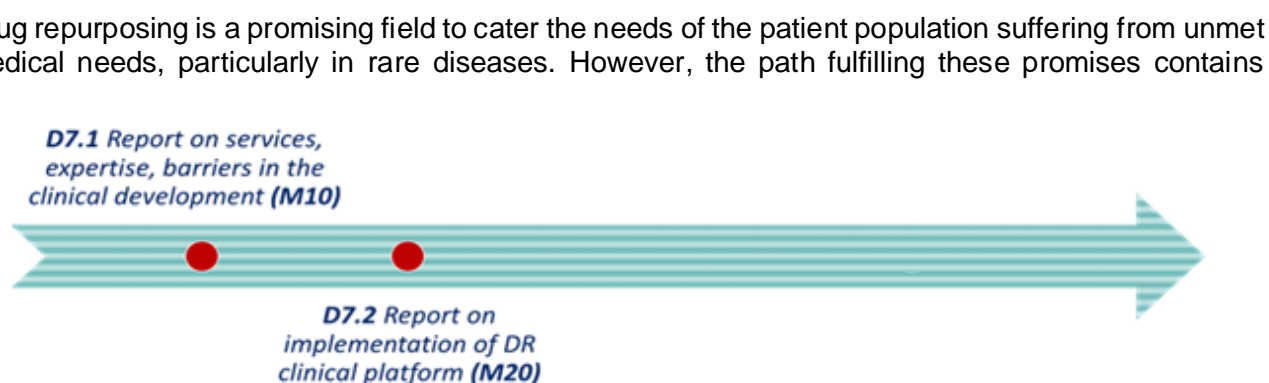 ug repurposing is a promising field to cater the needs of the patient population suffering from unmet
edical needs, particularly in rare diseases. However, the path fulfilling these promises contains
D7.1 Report on services,
expertise, barriers in the
clinical development (M10)
D7.2 Report on
implementation of DR
clinical platform (M20)